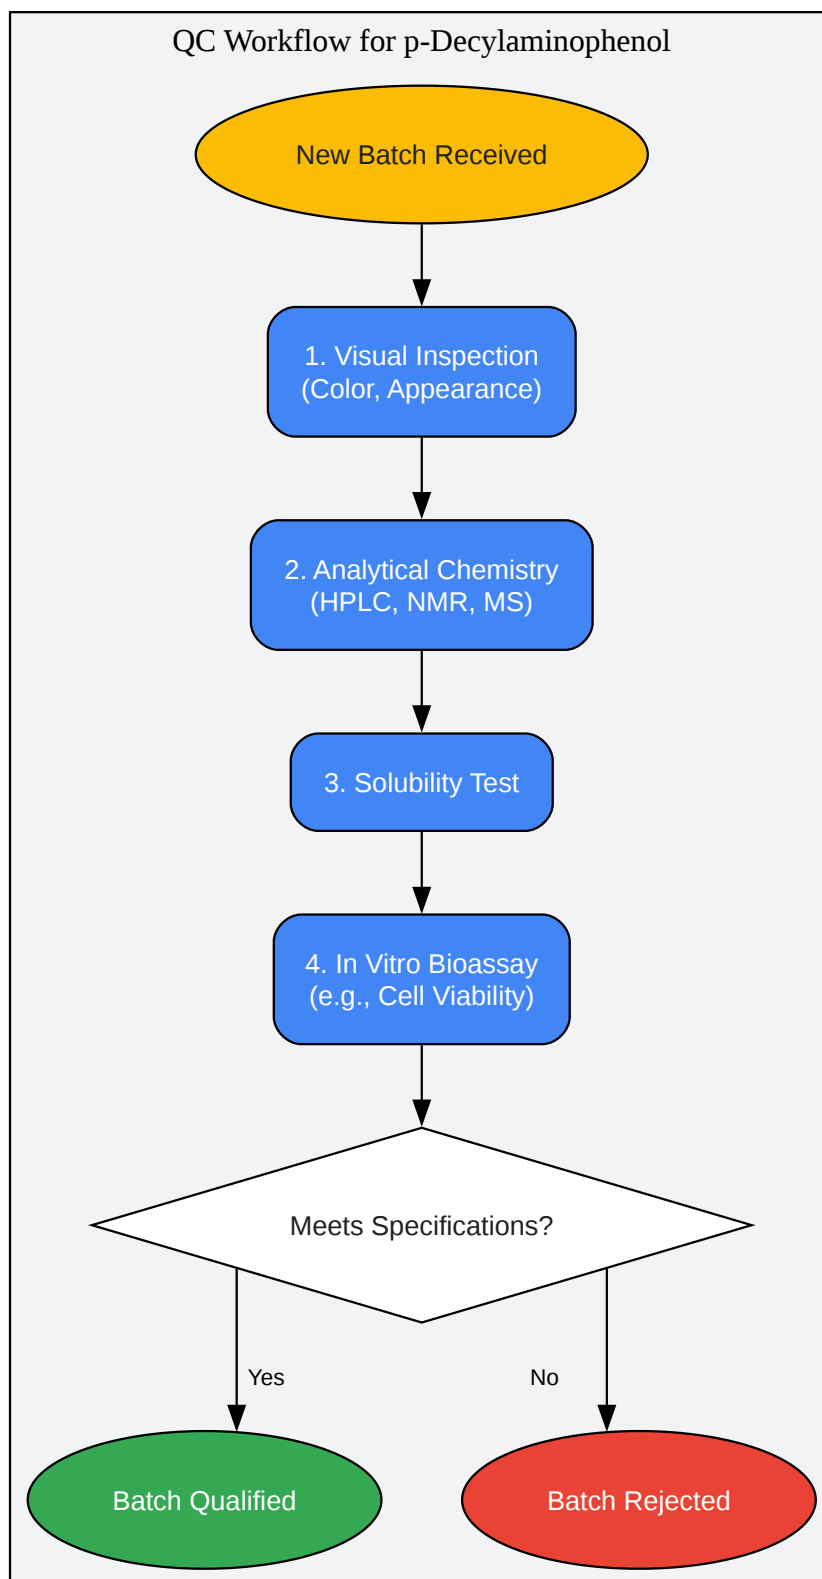 QC Workflow for p-Decylaminophenol
New Batch Received
1. Visual Inspection
(Color, Appearance)
2. Analytical Chemistry
(HPLC, NMR, MS)
3. Solubility Test
4. In Vitro Bioassay
(e.g., Cell Viability)
Meets Specifications?
Yes
No
Batch Qualified
Batch Rejected